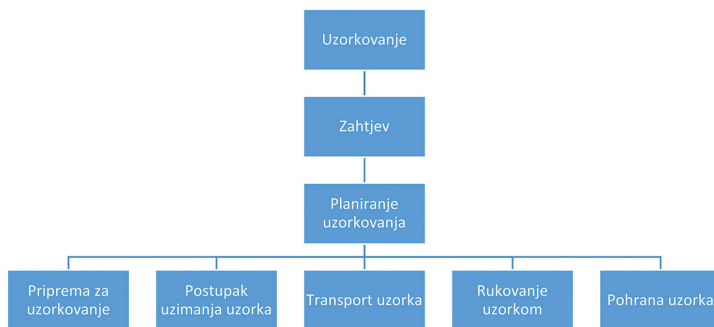 Uzorkovanje
Zahtjev
Planiranje
uzorkovanja
Priprema za
uzorkovanje
Postupak
uzimanja uzorka
Transport uzorka
Rukovanje
uzorkom
Pohrana uzorka